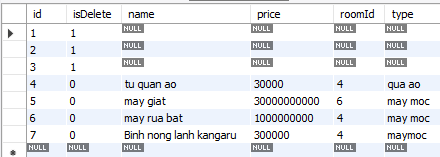 id isDelete name price roomId type
1 1 NULL NULL NULL NULL
2 1 NULL NULL NULL NULL
3 1 NULL NULL NULL NULL
4 0 tu quan ao 30000 4 qua ao
5 0 may giat 30000000000 6 may moc
6 0 may rua bat 1000000000 4 may moc
7 0 Binh nong lanh kangaru 300000 4 maymoc
NULL NULL NULL NULL NULL NULL